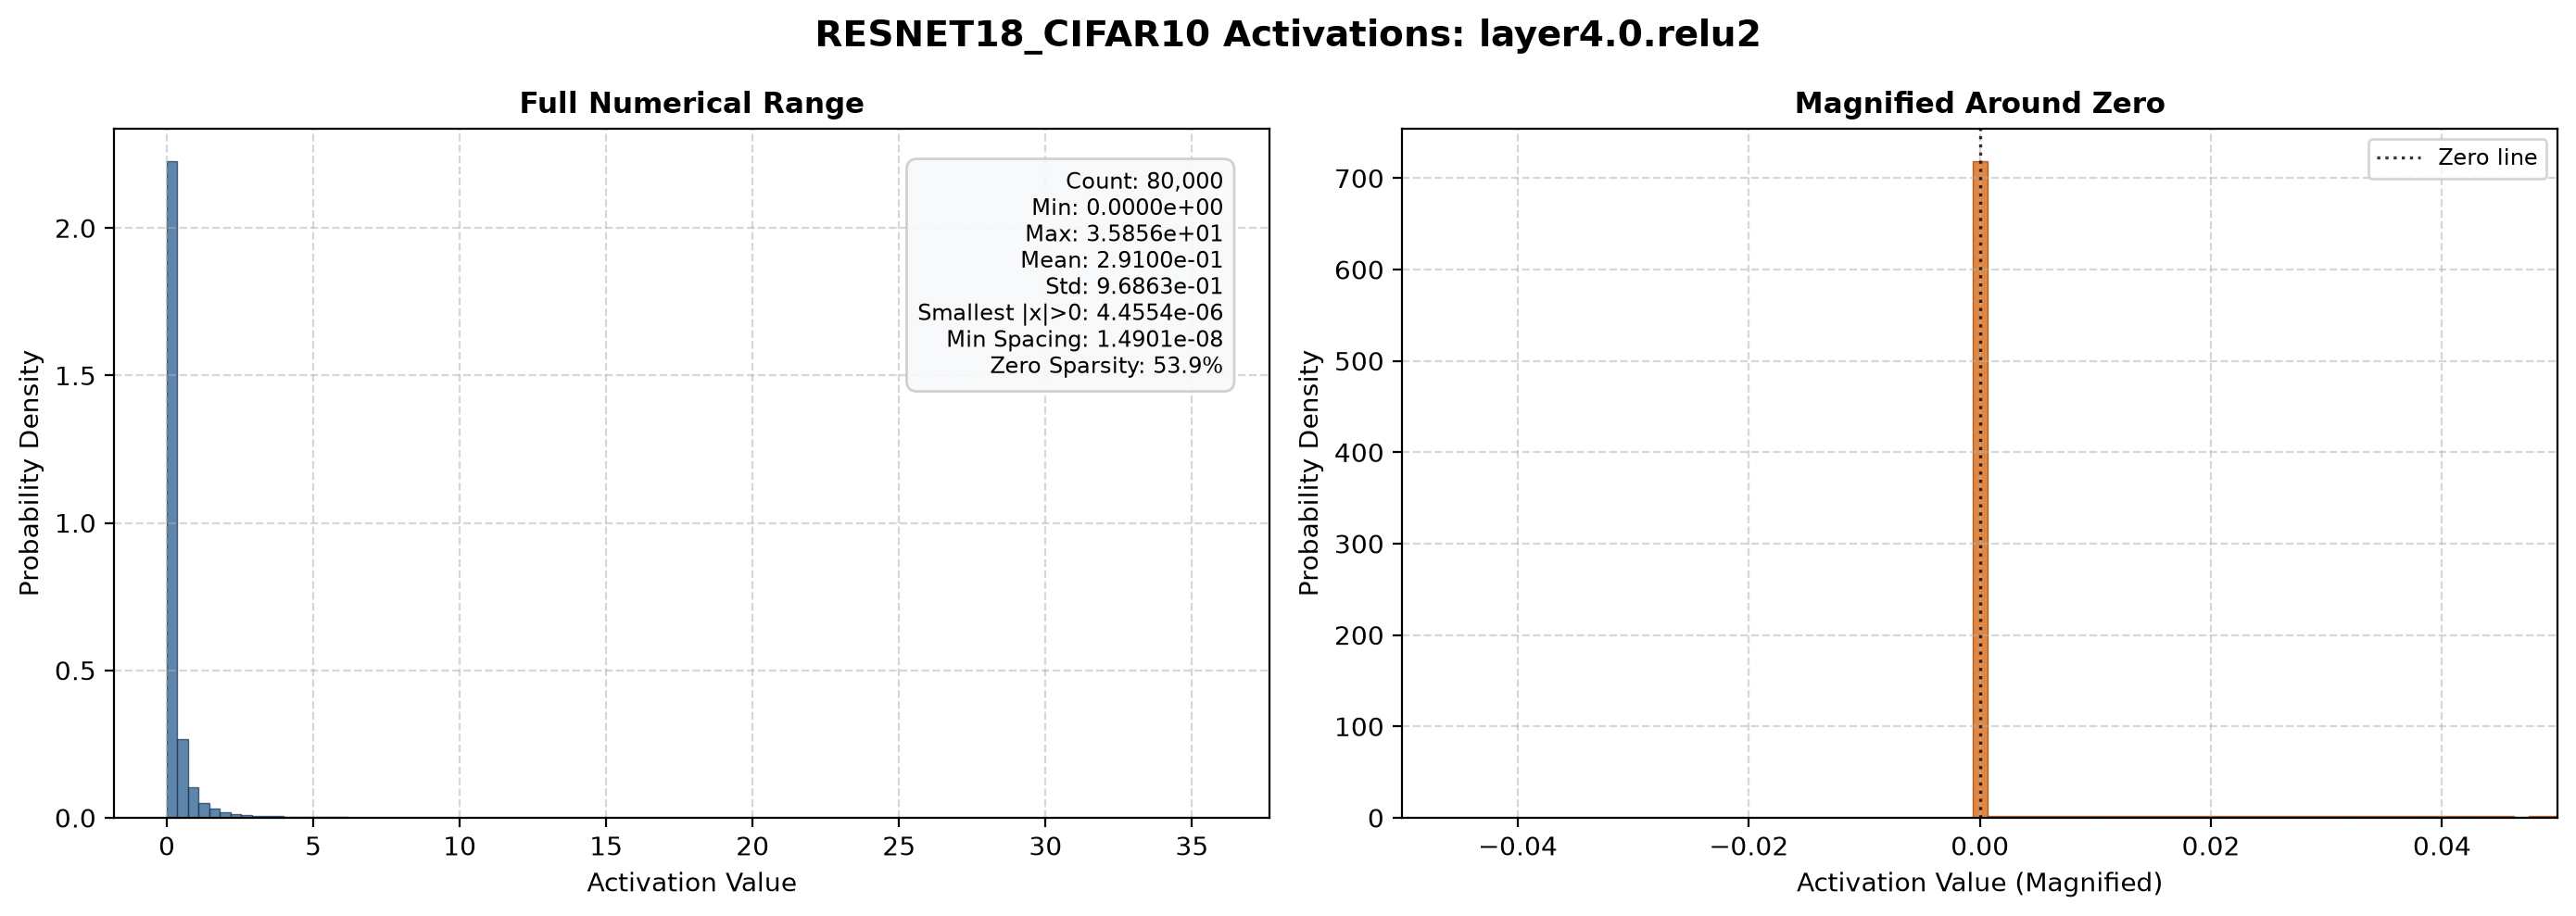 RESNET18_CIFAR10 Activations: layer4.0.relu2
Full Numerical Range
Probability Density
2.0
1.5
1.0
0.5
0.0
0 5 10 15 20 25 30 35
Activation Value
Count: 80,000
Min: 0.0000e+00
Max: 3.5856e+01
Mean: 2.9100e-01
Std: 9.6863e-01
Smallest |x|>0: 4.4554e-06
Min Spacing: 1.4901e-08
Zero Sparsity: 53.9%
Magnified Around Zero
Probability Density
700
600
500
400
300
200
100
0
−0.04 −0.02 0.00 0.02 0.04
Activation Value (Magnified)
Zero line